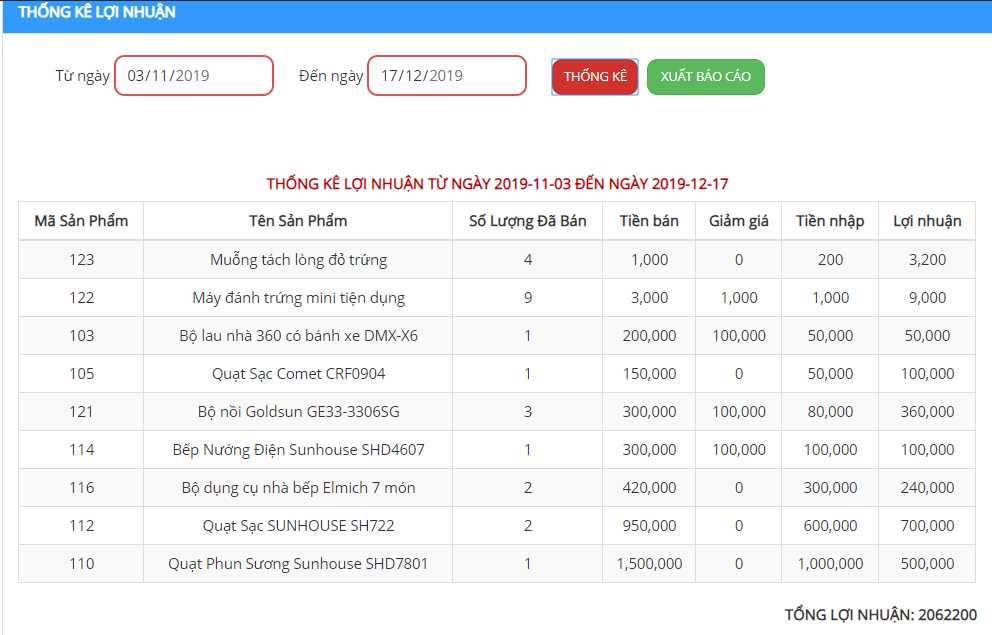 THỐNG KÊ LỢI NHUẬN
Từ ngày 03/11/2019 Đến ngày 17/12/2019 THỐNG KÊ XUẤT BÁO CÁO
THỐNG KÊ LỢI NHUẬN TỪ NGÀY 2019-11-03 ĐẾN NGÀY 2019-12-17
Mã Sản Phẩm Tên Sản Phẩm Số Lượng Đã Bán Tiền bán Giảm giá Tiền nhập Lợi nhuận
123 Muỗng tách lòng đỏ trứng 4 1,000 0 200 3,200
122 Máy đánh trứng mini tiện dụng 9 3,000 1,000 1,000 9,000
103 Bộ lau nhà 360 có bánh xe DMX-X6 1 200,000 100,000 50,000 50,000
105 Quạt Sạc Comet CRF0904 1 150,000 0 50,000 100,000
121 Bộ nồi Goldsun GE33-3306SG 3 300,000 100,000 80,000 360,000
114 Bếp Nướng Điện Sunhouse SHD4607 1 300,000 100,000 100,000 100,000
116 Bộ dụng cụ nhà bếp Elmich 7 món 2 420,000 0 300,000 240,000
112 Quạt Sạc SUNHOUSE SH722 2 950,000 0 600,000 700,000
110 Quạt Phun Sương Sunhouse SHD7801 1 1,500,000 0 1,000,000 500,000
TỔNG LỢI NHUẬN: 2062200